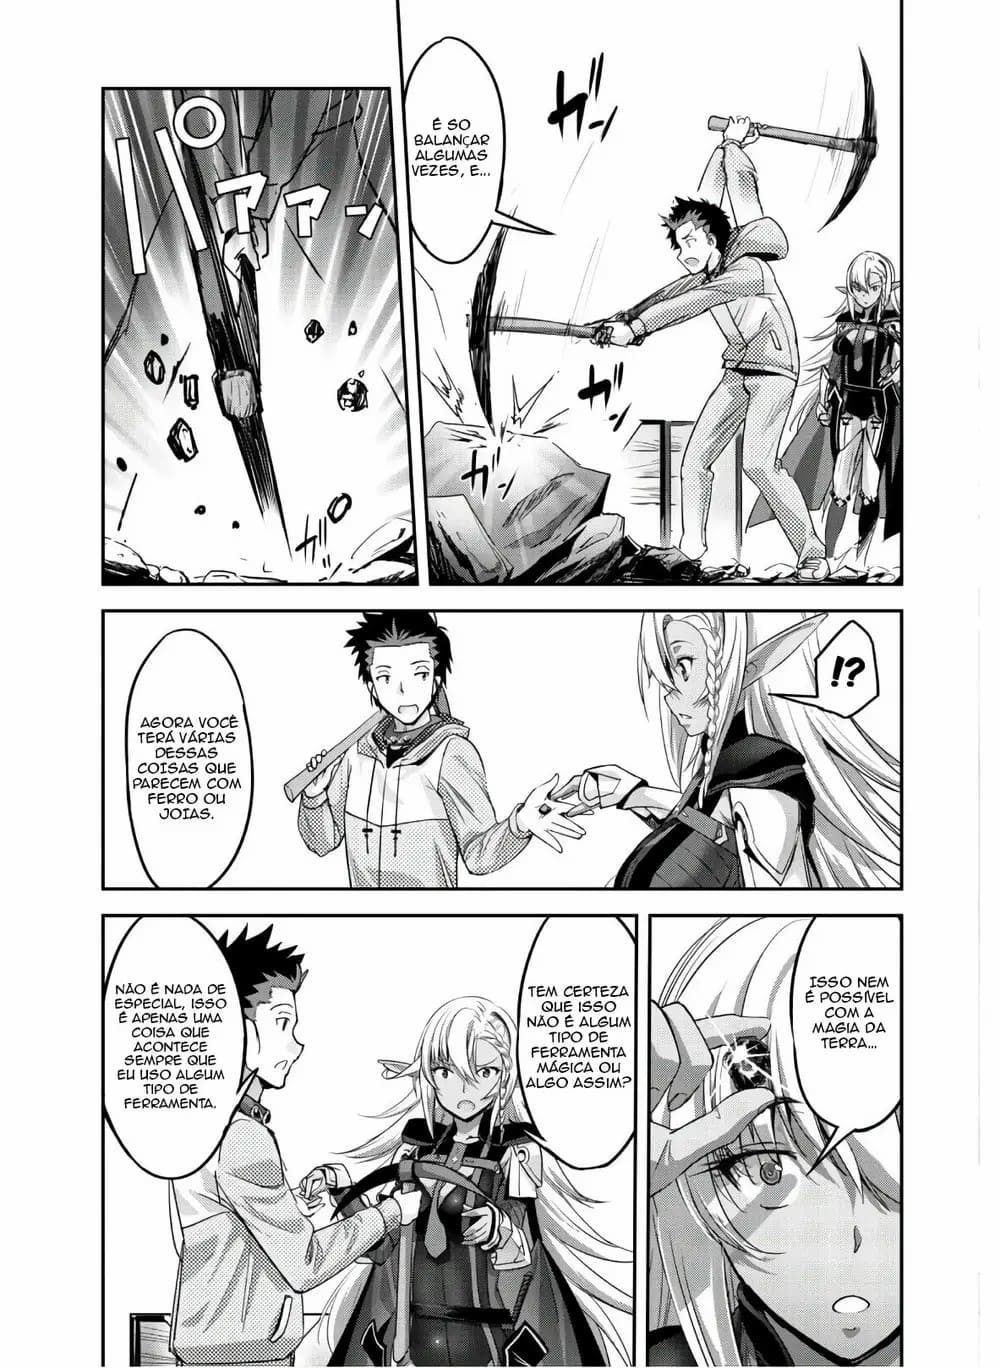 É SO
BALANÇAR
ALGUMAS
VEZES, E...
ガッ
ガッ
ガッ
パアアン
!?
AGORA VOCÊ
TERÁ VÁRIAS
DESSAS
COISAS QUE
PARECEM COM
FERRO OU
JOIAS.
ISSO NEM
É POSSÍVEL
COM A
MAGIA DA
TERRA...
TEM CERTEZA
QUE ISSO
NÃO É ALGUM
TIPO DE
FERRAMENTA
MÁGICA OU
ALGO ASSIM?
NÃO É NADA DE
ESPECIAL, ISSO
É APENAS UMA
COISA QUE
ACONTECE
SEMPRE QUE
EU USO ALGUM
TIPO DE
FERRAMENTA.